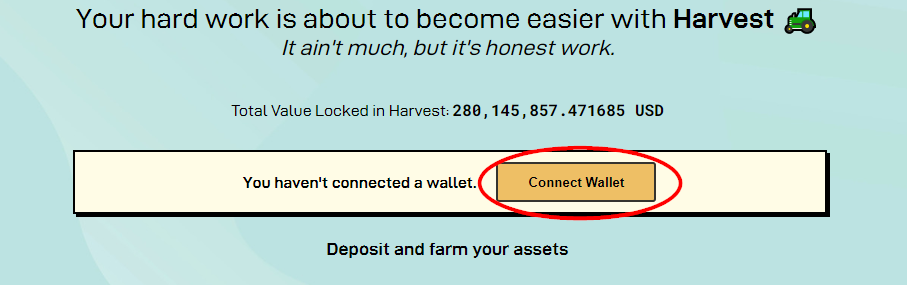 Your hard work is about to become easier with Harvest 🚜
It ain't much, but it's honest work.
Total Value Locked in Harvest: 280,145,857.471685 USD
You haven't connected a wallet. Connect Wallet
Deposit and farm your assets